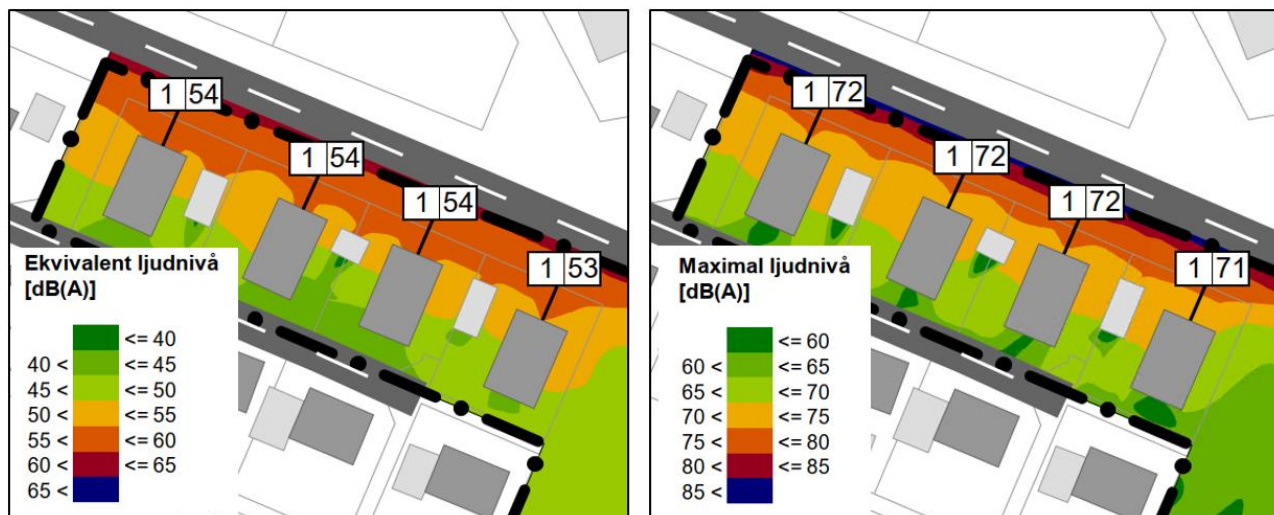 1 54
1 54
1 54
1 53
Ekvivalent ljudnivå
[dB(A)]
<= 40
40 < <= 45
45 < <= 50
50 < <= 55
55 < <= 60
60 < <= 65
65 <
1 72
1 72
1 72
1 71
Maximal ljudnivå
[dB(A)]
<= 60
60 < <= 65
65 < <= 70
70 < <= 75
75 < <= 80
80 < <= 85
85 <